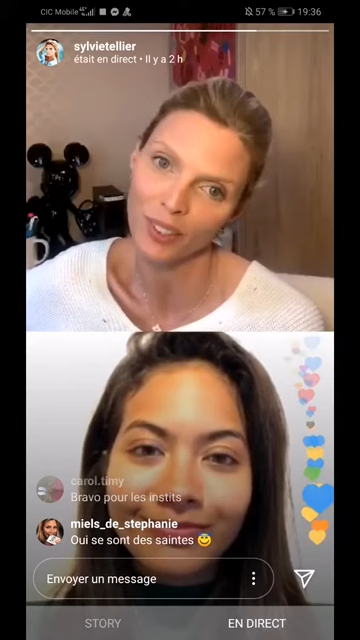 CIC Mobile 4G+ 57 % 19:36
sylvietellier
était en direct • Il y a 2 h
carol.timy
Bravo pour les instits
miels_de_stephanie
Oui se sont des saintes 😇
Envoyer un message
STORY EN DIRECT